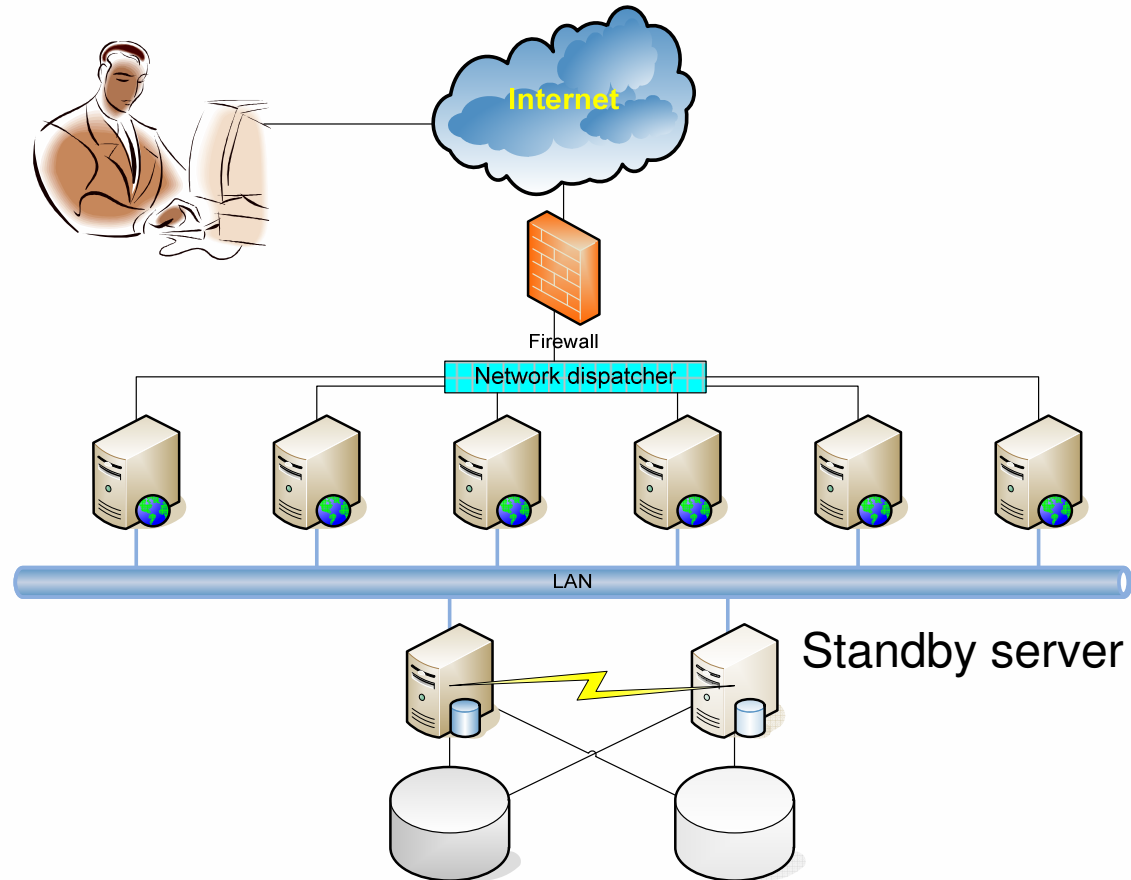 Internet
Firewall
Network dispatcher
LAN
Standby server